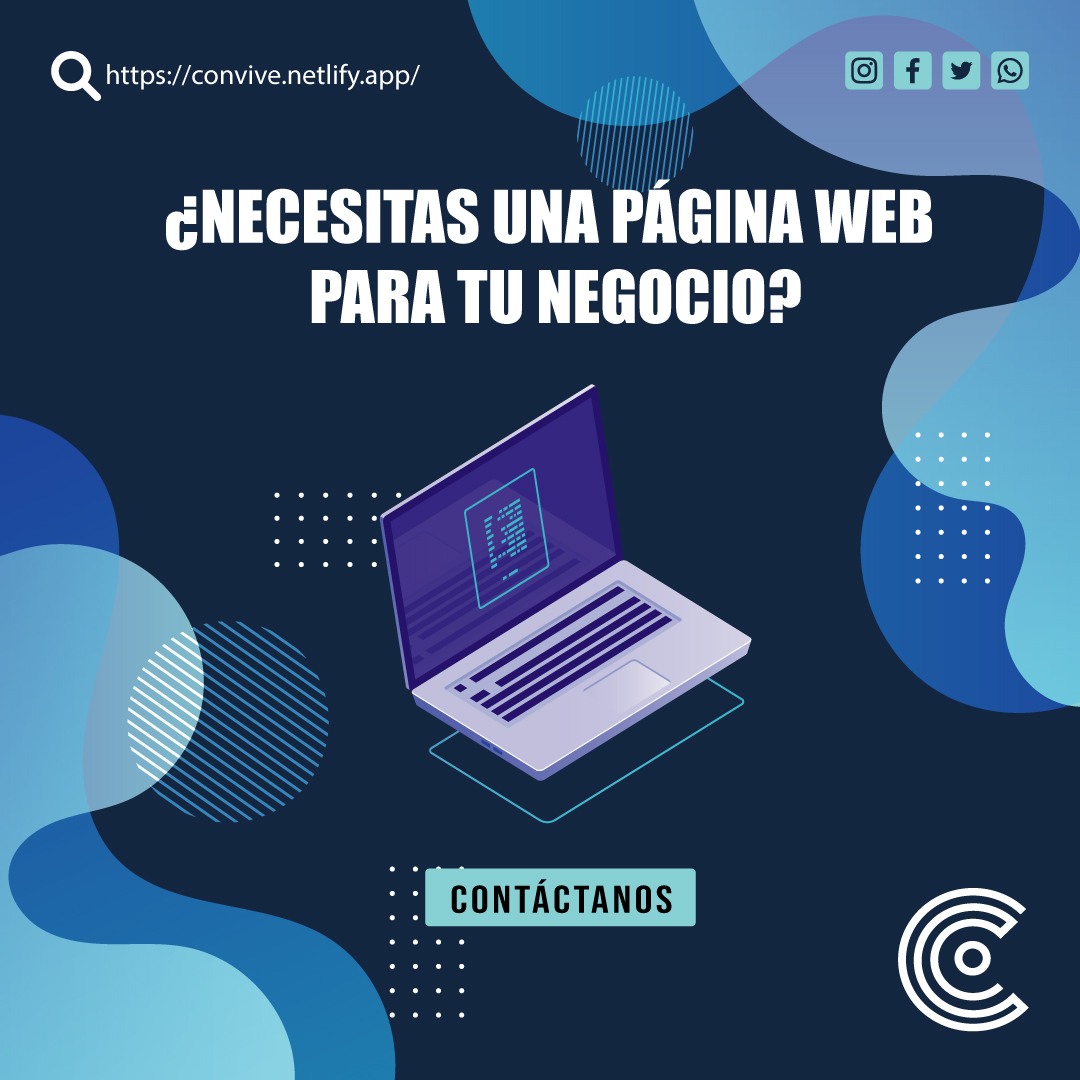 https://convive.netlify.app/
¿NECESITAS UNA PÁGINA WEB
PARA TU NEGOCIO?
CONTÁCTANOS